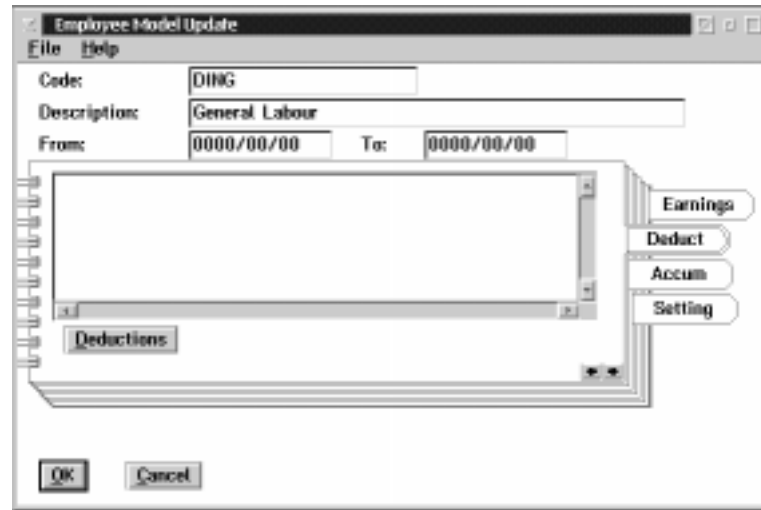 Employee Model Update
File Help
Code: DING
Description: General Labour
From: 0000/00/00 To: 0000/00/00
Earnings
Deduct
Accum
Setting
Deductions
OK Cancel